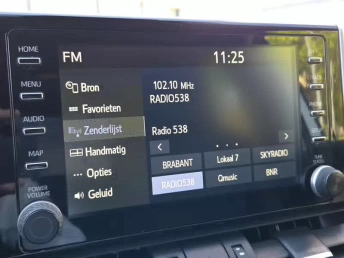 HOME
FM
11:25
MENU
Bron
102.10 MHz
RADIO538
Favorieten
AUDIO
Zenderlijst
Radio 538
Handmatig
MAP
BRABANT
Lokaal 7
SKYRADIO
Opties
RADIO538
Qmusic
BNR
Geluid
POWER
VOLUME
TUNE